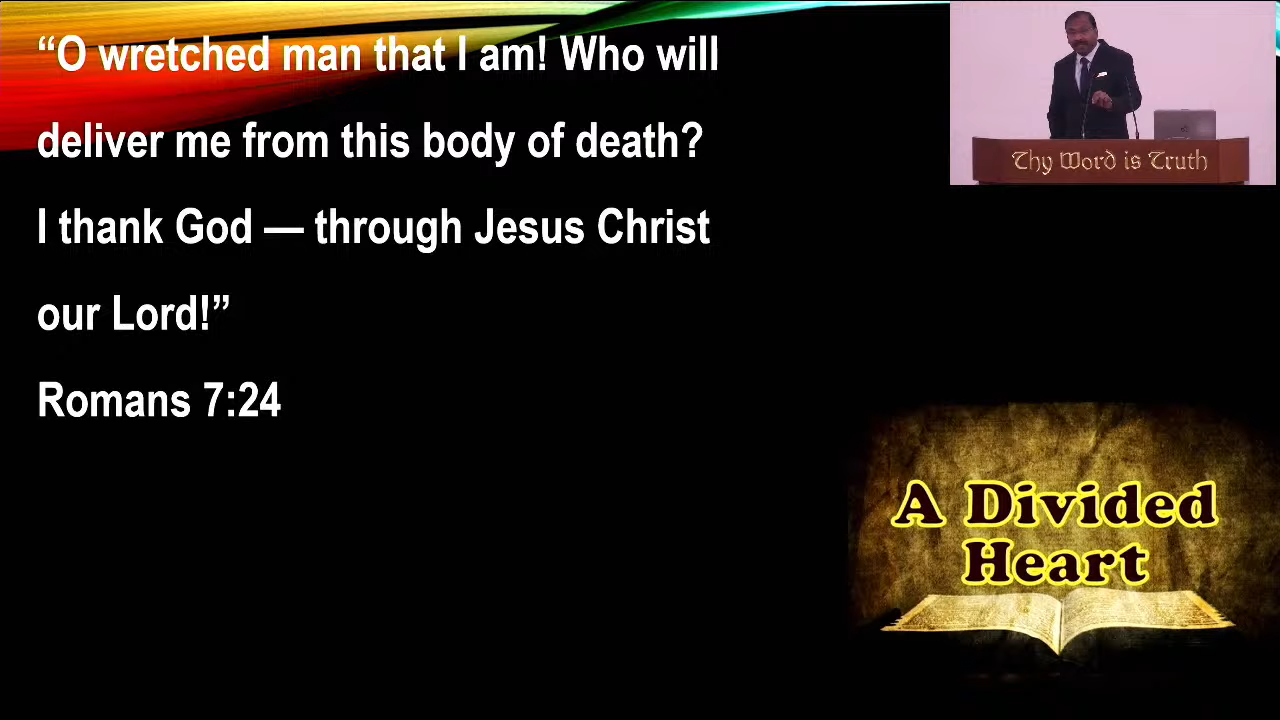 “O wretched man that I am! Who will
deliver me from this body of death?
I thank God — through Jesus Christ
our Lord!”
Romans 7:24
Thy Word is Truth
A Divided
Heart